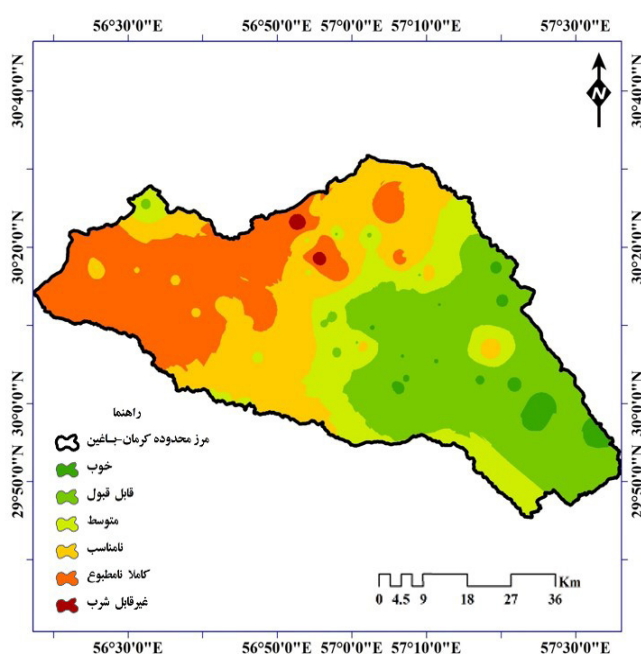 56°30'0"E 56°50'0"E 57°0'0"E 57°10'0"E 57°30'0"E
30°40'0"N 30°40'0"N
N
30°20'0"N 30°20'0"N
30°0'0"N 30°0'0"N
29°50'0"N 29°50'0"N
راهنما
مرز محدوده کرمان-باغین
خوب
قابل قبول
متوسط
نامناسب
کاملا نامطبوع
غیرقابل شرب
Km
0 4.5 9 18 27 36
56°30'0"E 56°50'0"E 57°0'0"E 57°10'0"E 57°30'0"E